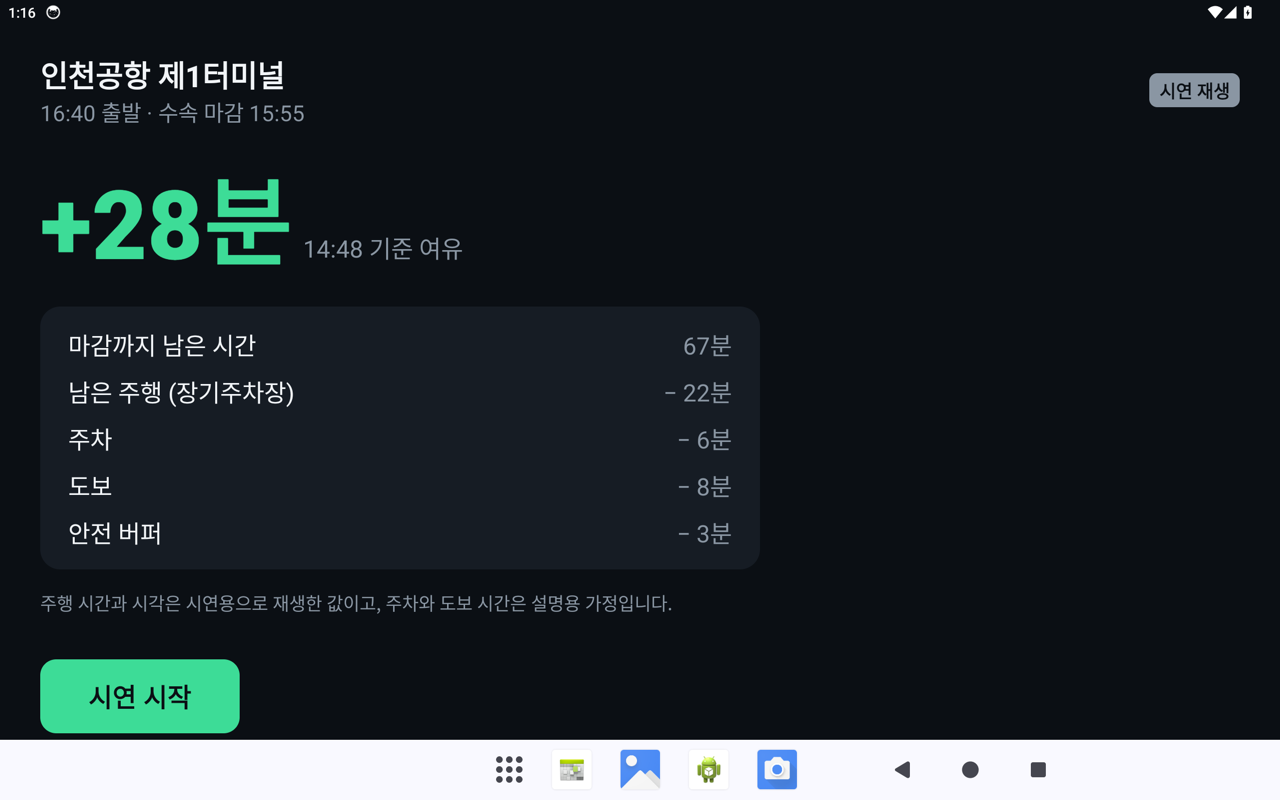 1:16
인천공항 제1터미널
16:40 출발 · 수속 마감 15:55
시연 재생
+28분 14:48 기준 여유
마감까지 남은 시간 67분
남은 주행 (장기주차장) − 22분
주차 − 6분
도보 − 8분
안전 버퍼 − 3분
주행 시간과 시각은 시연용으로 재생한 값이고, 주차와 도보 시간은 설명용 가정입니다.
시연 시작